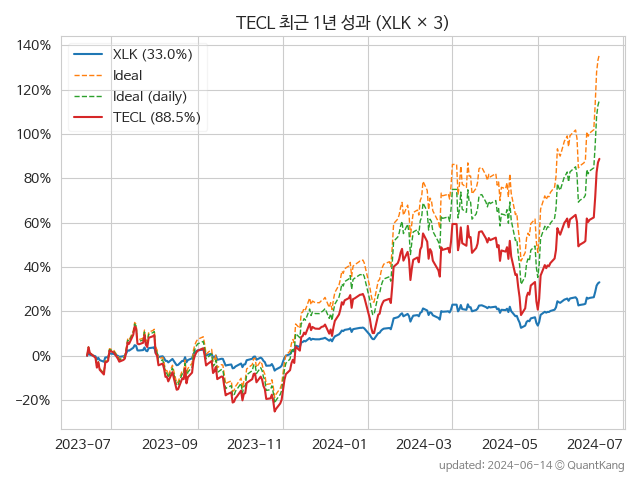 TECL 최근 1년 성과 (XLK × 3)
140%
120%
100%
80%
60%
40%
20%
0%
−20%
XLK (33.0%)
Ideal
Ideal (daily)
TECL (88.5%)
2023-07
2023-09
2023-11
2024-01
2024-03
2024-05
2024-07
updated: 2024-06-14 © QuantKang